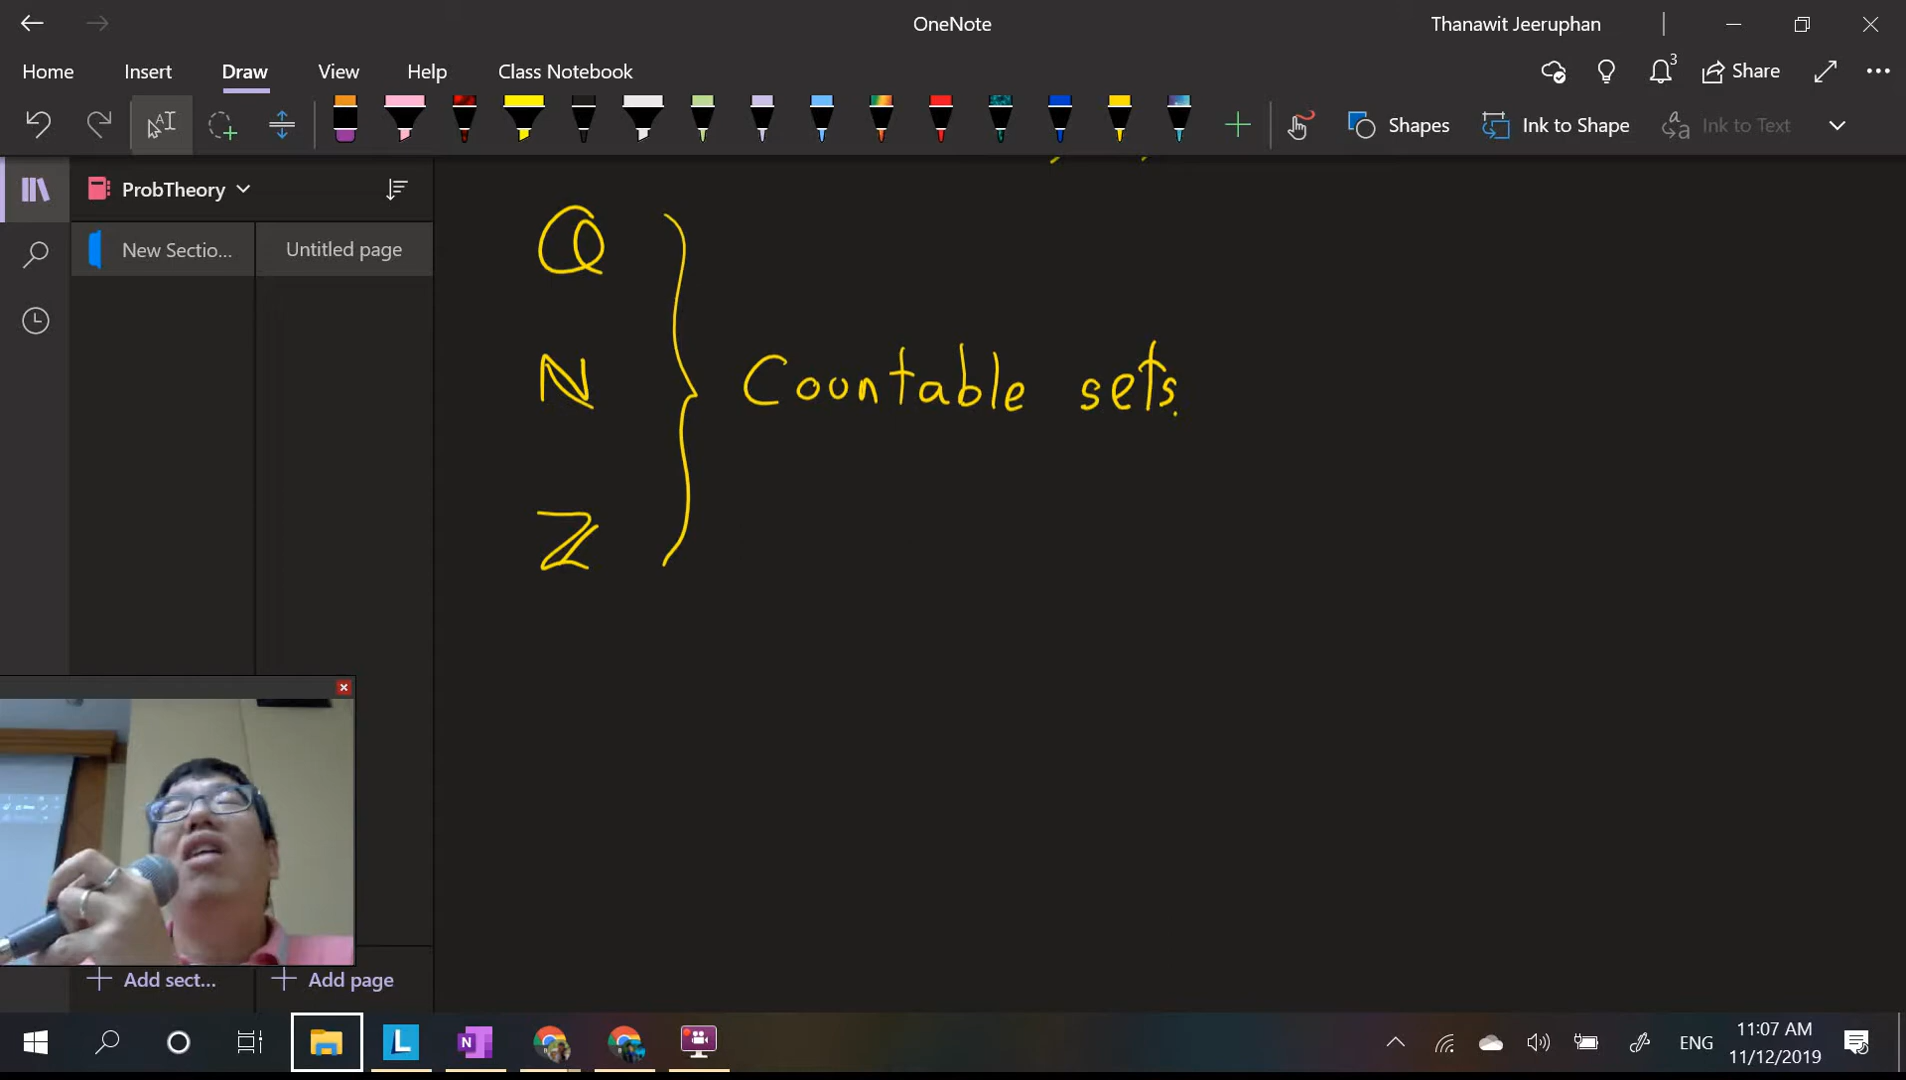 OneNote
Thanawit Jeeruphan
Home Insert Draw View Help Class Notebook
3
Share
Shapes
Ink to Shape
Ink to Text
ProbTheory
New Sectio...
Untitled page
ℚ
ℕ
Countable sets.
ℤ
Add sect...
Add page
ENG
11:07 AM
11/12/2019